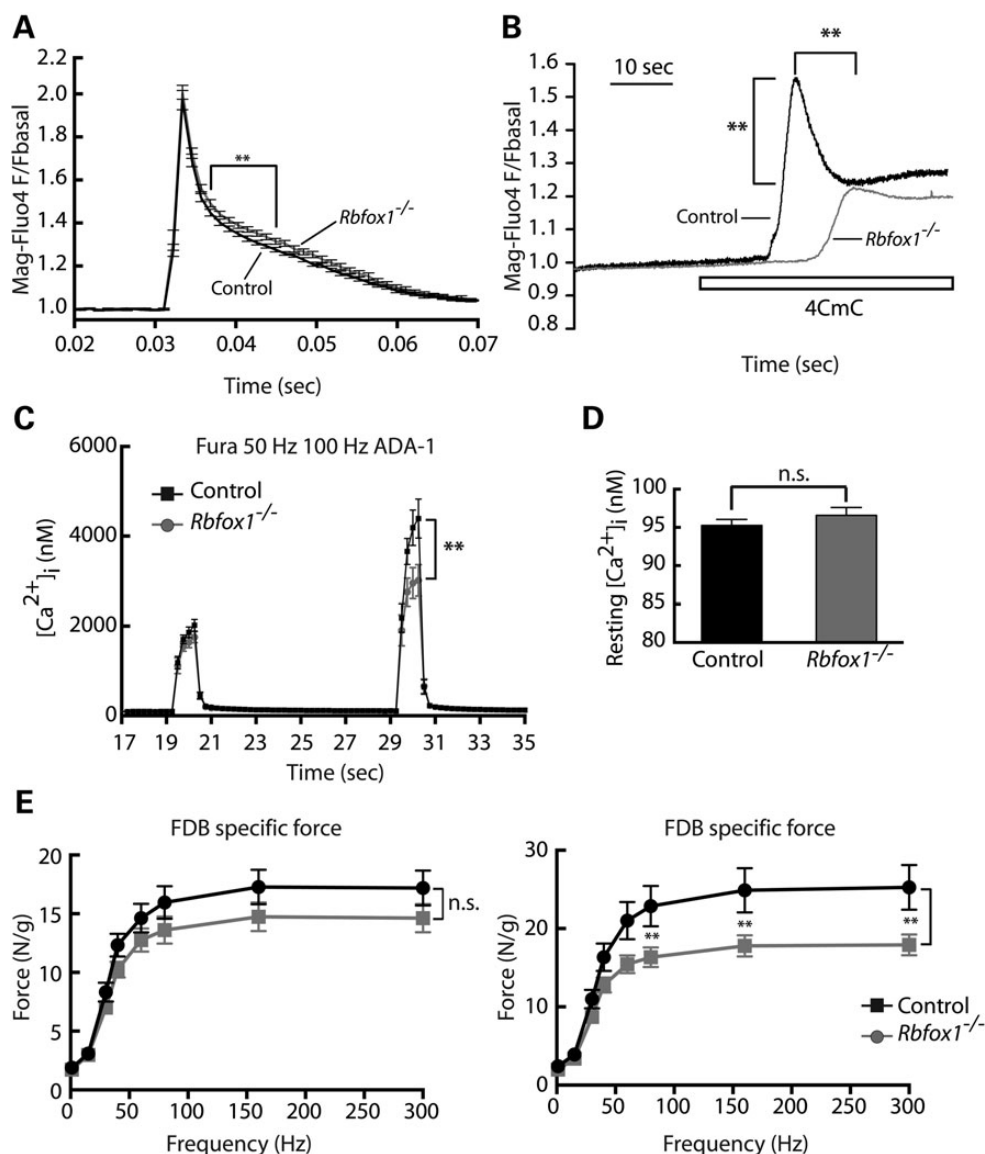 A
2.2
2.0
1.8
1.6
1.4
1.2
1.0
Mag-Fluo4 F/Fbasal
**
Rbfox1-/-
Control
0.02 0.03 0.04 0.05 0.06 0.07
Time (sec)
B
1.6
1.5
1.4
1.3
1.2
1.1
1.0
0.9
0.8
Mag-Fluo4 F/Fbasal
10 sec
**
**
Control
Rbfox1-/-
4CmC
Time (sec)
C
6000
4000
2000
0
[Ca2+]i (nM)
Fura 50 Hz 100 Hz ADA-1
Control
Rbfox1-/-
**
17 19 21 23 25 27 29 31 33 35
Time (sec)
D
100
95
90
85
80
Resting [Ca2+]i (nM)
n.s.
Control Rbfox1-/-
E
FDB specific force
20
15
10
5
0
Force (N/g)
n.s.
0 50 100 150 200 250 300
Frequency (Hz)
FDB specific force
30
20
10
0
Force (N/g)
** ** **
Control
Rbfox1-/-
0 50 100 150 200 250 300
Frequency (Hz)